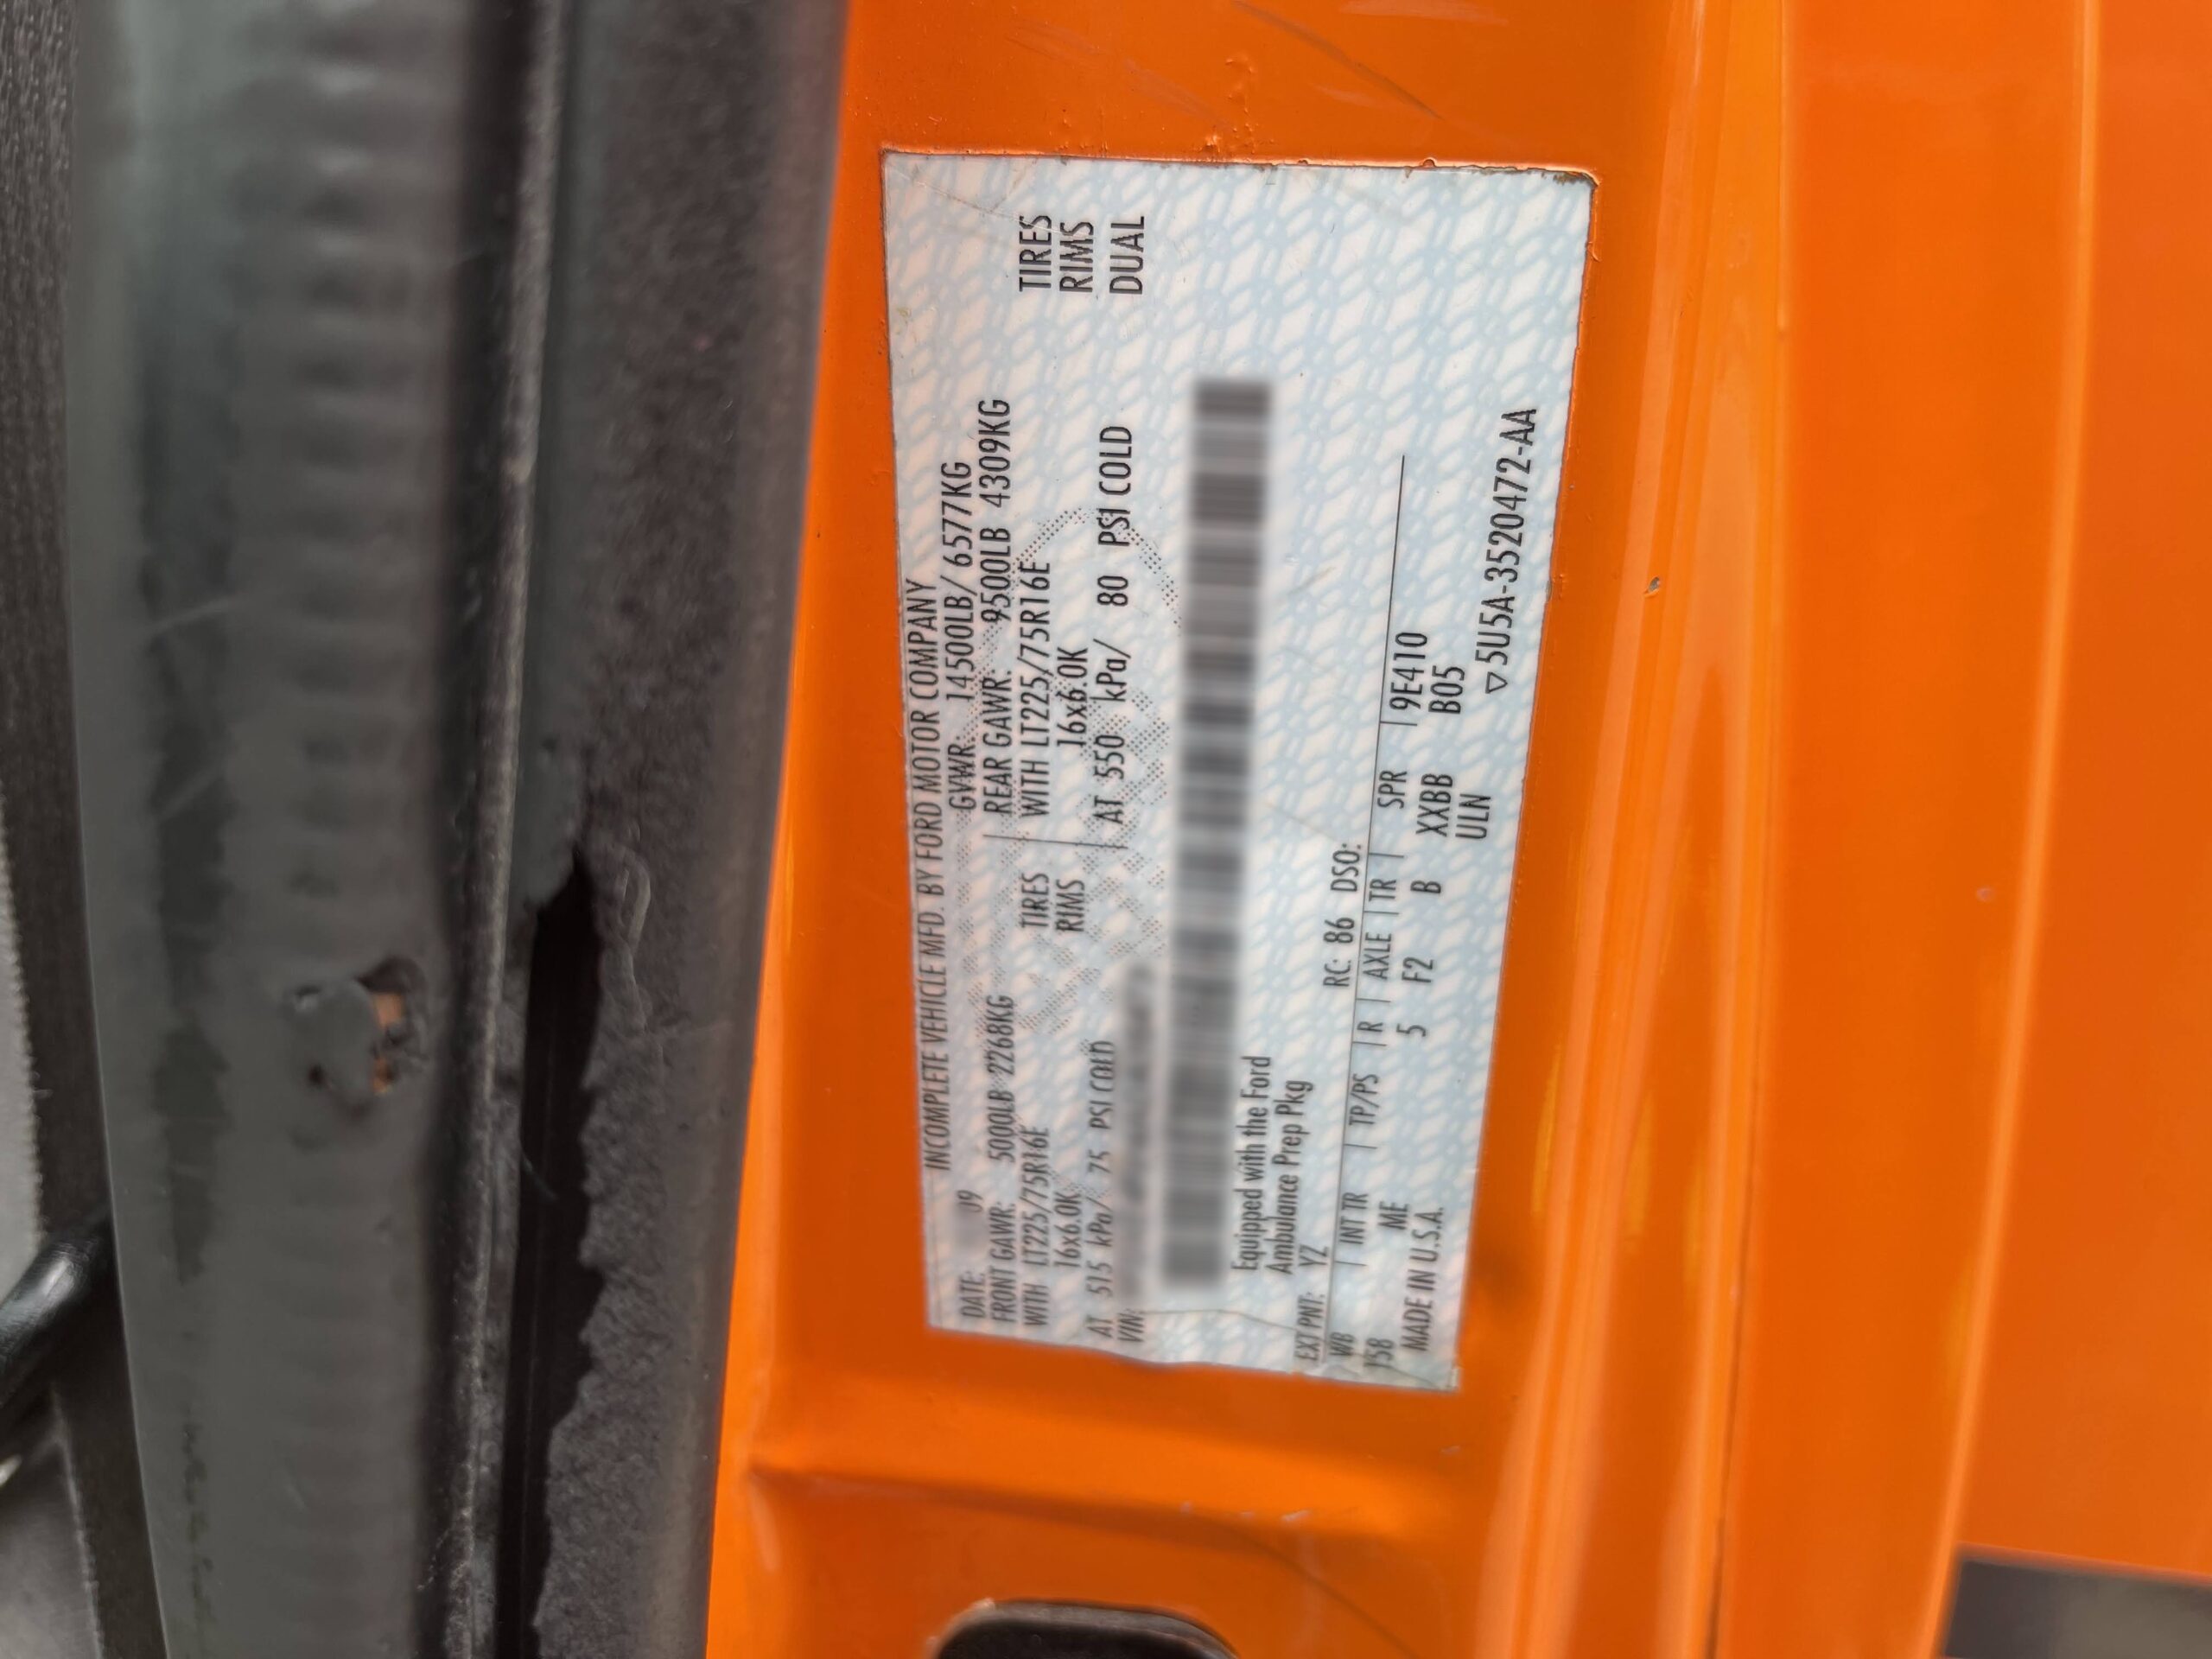 INCOMPLETE VEHICLE MFD. BY FORD MOTOR COMPANY
DATE: 09 GVWR: 14500LB/ 6577KG
FRONT GAWR: 5000LB 2268KG REAR GAWR: 9500LB 4309KG
WITH LT225/75R16E TIRES WITH LT225/75R16E TIRES
16x6.0K RIMS 16x6.0K RIMS
AT 515 kPa/ 75 PSI COLD AT 550 kPa/ 80 PSI COLD DUAL
VIN:
Equipped with the Ford
Ambulance Prep Pkg
EXT PNT: YZ RC: 86 DSO:
WB | INT TR | TP/PS | R | AXLE | TR | SPR | 9E410
158 ME 5 F2 B XXBB B05
MADE IN U.S.A. ULN
▽5U5A-3520472-AA